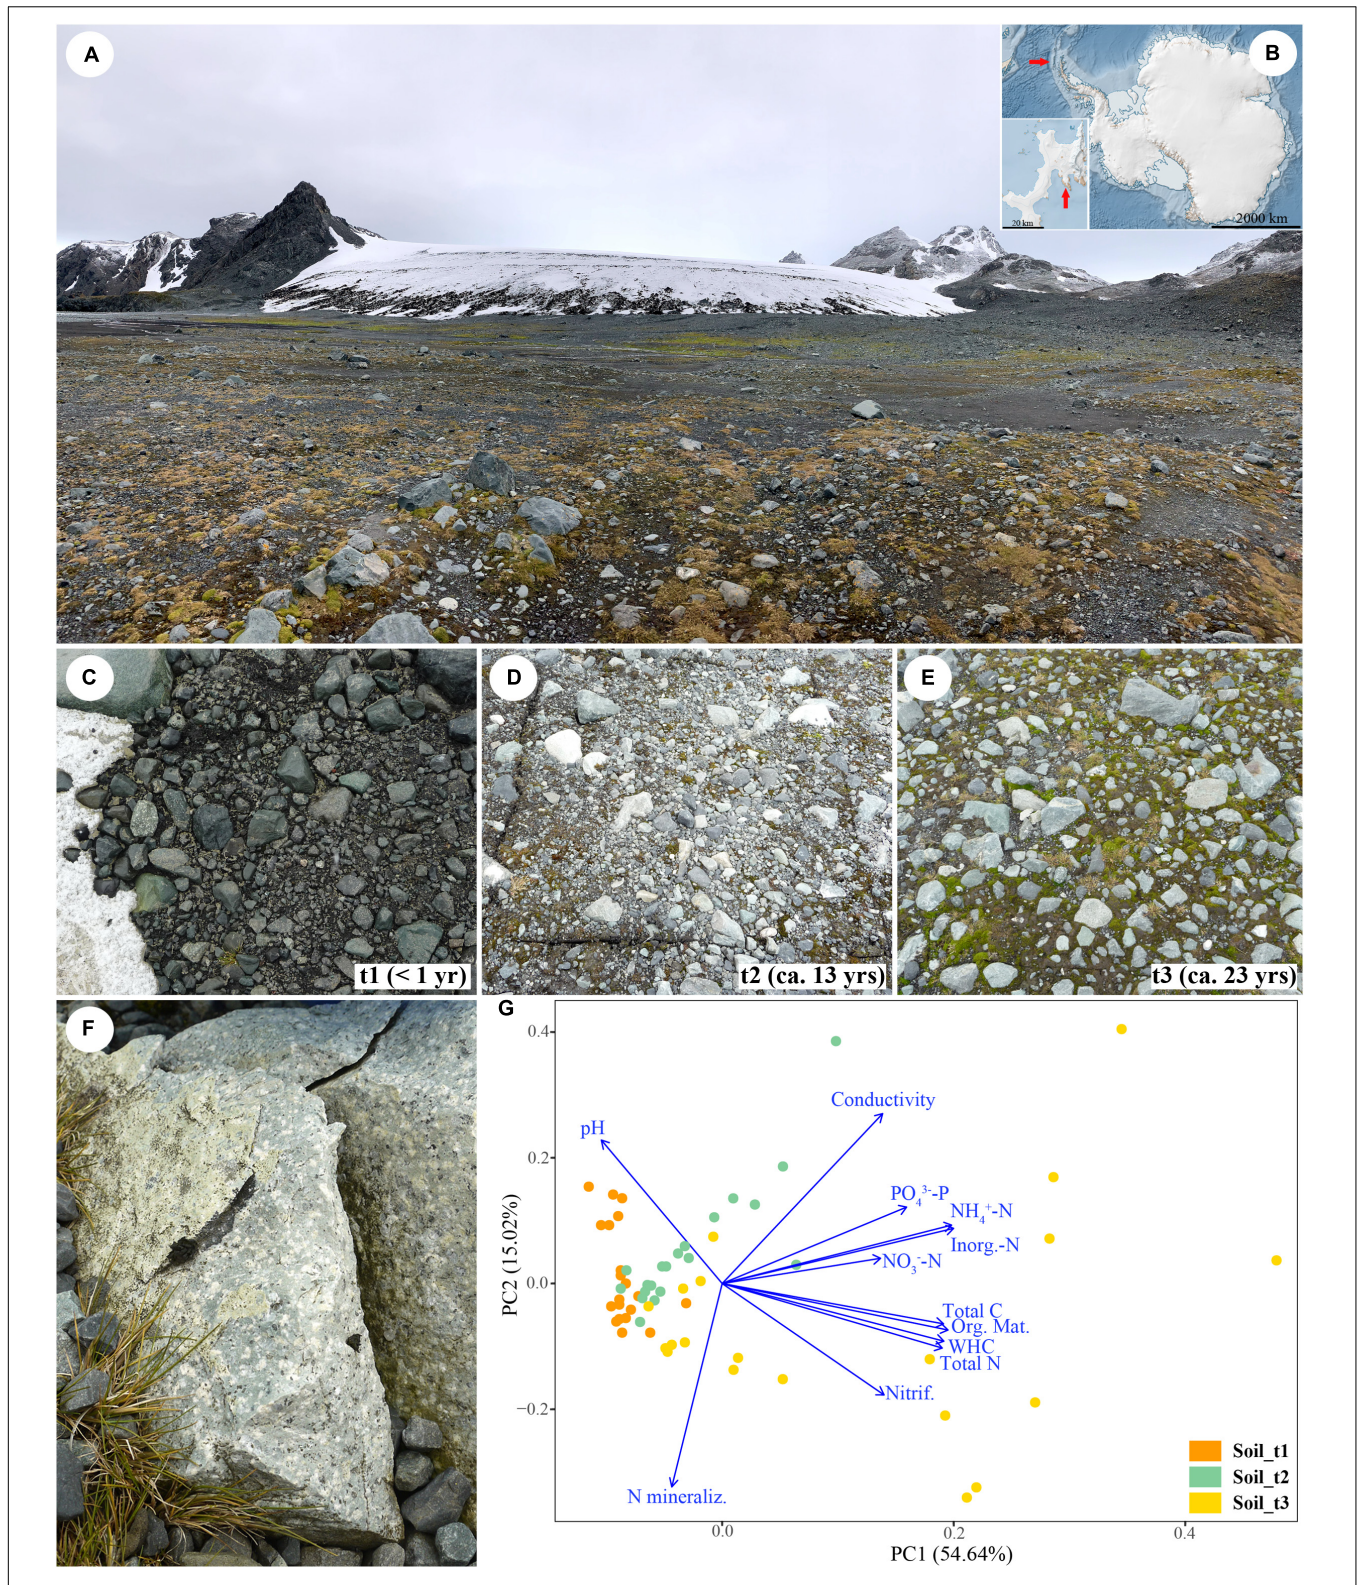 A
B
20 km
2000 km
C
D
E
t1 (< 1 yr)
t2 (ca. 13 yrs)
t3 (ca. 23 yrs)
F
G
0.4
0.2
0.0
−0.2
PC2 (15.02%)
Conductivity
pH
PO₄³⁻-P
NH₄⁺-N
Inorg.-N
NO₃⁻-N
Total C
Org. Mat.
WHC
Total N
Nitrif.
N mineraliz.
Soil_t1
Soil_t2
Soil_t3
0.0
0.2
0.4
PC1 (54.64%)